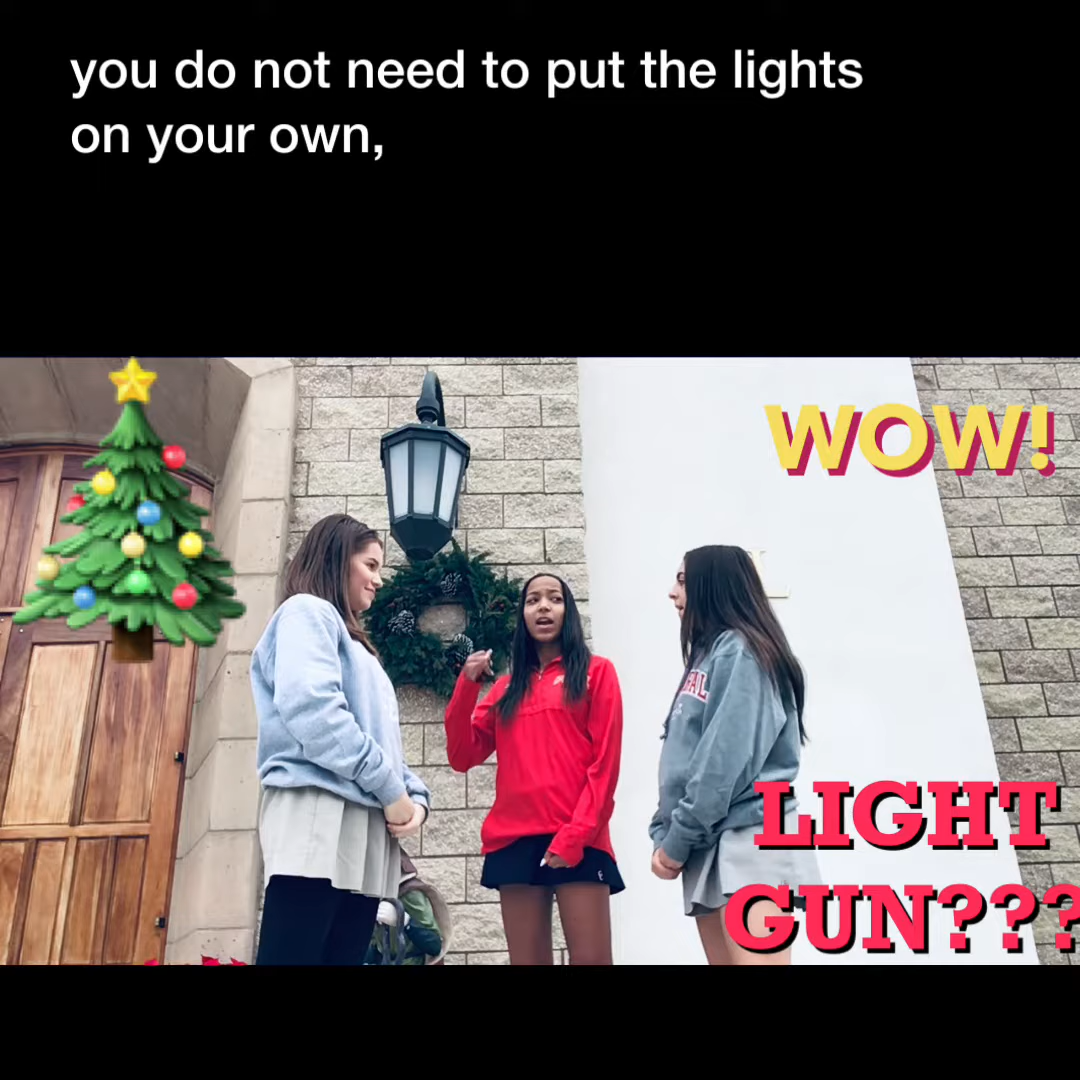 you do not need to put the lights
on your own,
WOW!
LIGHT
GUN???